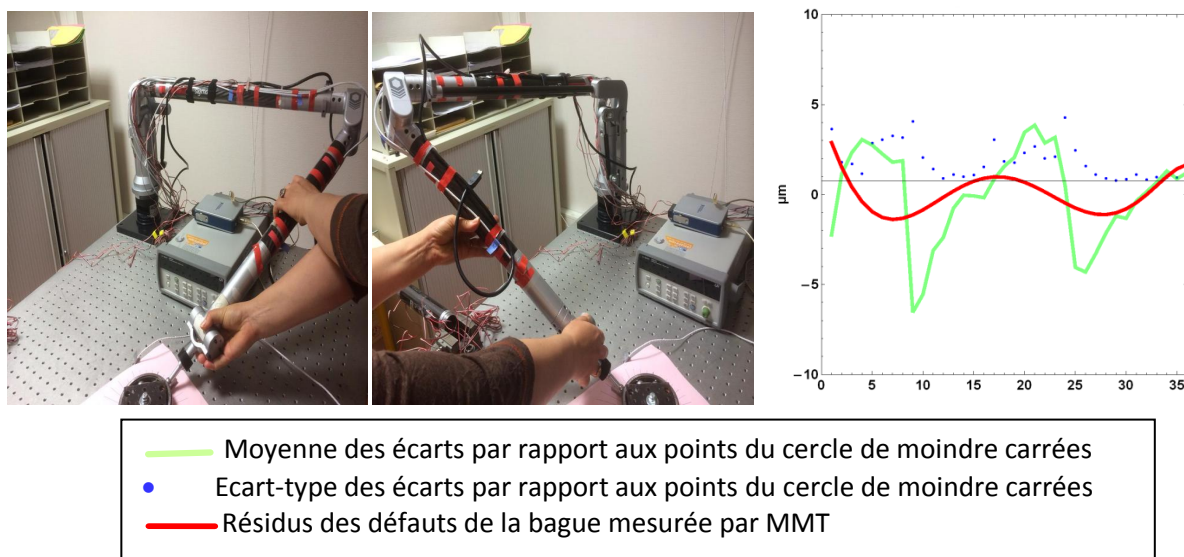 10
5
0
−5
−10
µm
0 5 10 15 20 25 30 35
Moyenne des écarts par rapport aux points du cercle de moindre carrées
Ecart-type des écarts par rapport aux points du cercle de moindre carrées
Résidus des défauts de la bague mesurée par MMT